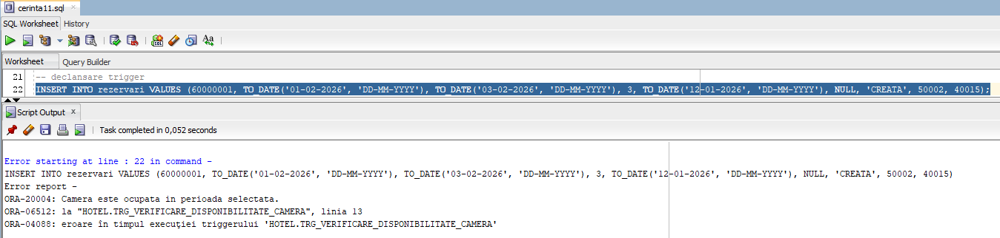 cerinta11.sql
SQL Worksheet History
Worksheet Query Builder
21 -- declansare trigger
22 INSERT INTO rezervari VALUES (60000001, TO_DATE('01-02-2026', 'DD-MM-YYYY'), TO_DATE('03-02-2026', 'DD-MM-YYYY'), 3, TO_DATE('12-01-2026', 'DD-MM-YYYY'), NULL, 'CREATA', 50002, 40015);
Script Output x
Task completed in 0,052 seconds
Error starting at line : 22 in command -
INSERT INTO rezervari VALUES (60000001, TO_DATE('01-02-2026', 'DD-MM-YYYY'), TO_DATE('03-02-2026', 'DD-MM-YYYY'), 3, TO_DATE('12-01-2026', 'DD-MM-YYYY'), NULL, 'CREATA', 50002, 40015)
Error report -
ORA-20004: Camera este ocupata in perioada selectata.
ORA-06512: la "HOTEL.TRG_VERIFICARE_DISPONIBILITATE_CAMERA", linia 13
ORA-04088: eroare în timpul execuţiei triggerului 'HOTEL.TRG_VERIFICARE_DISPONIBILITATE_CAMERA'